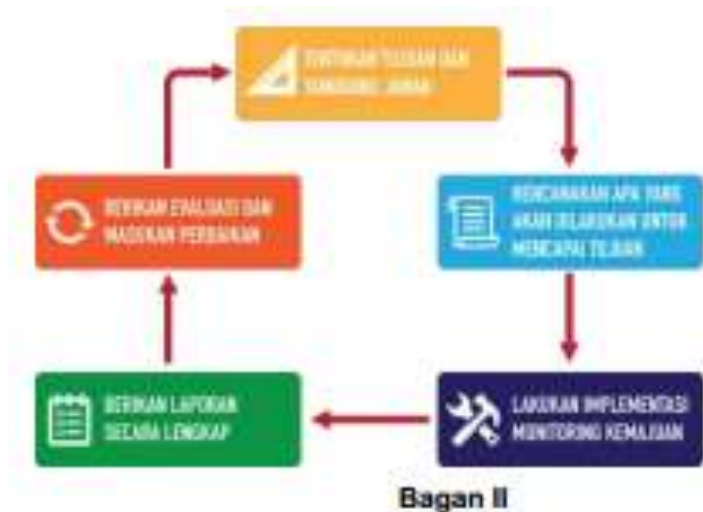 TENTUKAN TUJUAN DAN
TANGGUNG JAWAB
RENCANAKAN APA YANG
AKAN DILAKUKAN UNTUK
MENCAPAI TUJUAN
LAKUKAN IMPLEMENTASI
MONITORING KEMAJUAN
BERIKAN LAPORAN
SECARA LENGKAP
BERIKAN EVALUASI DAN
MASUKAN PERBAIKAN
Bagan II